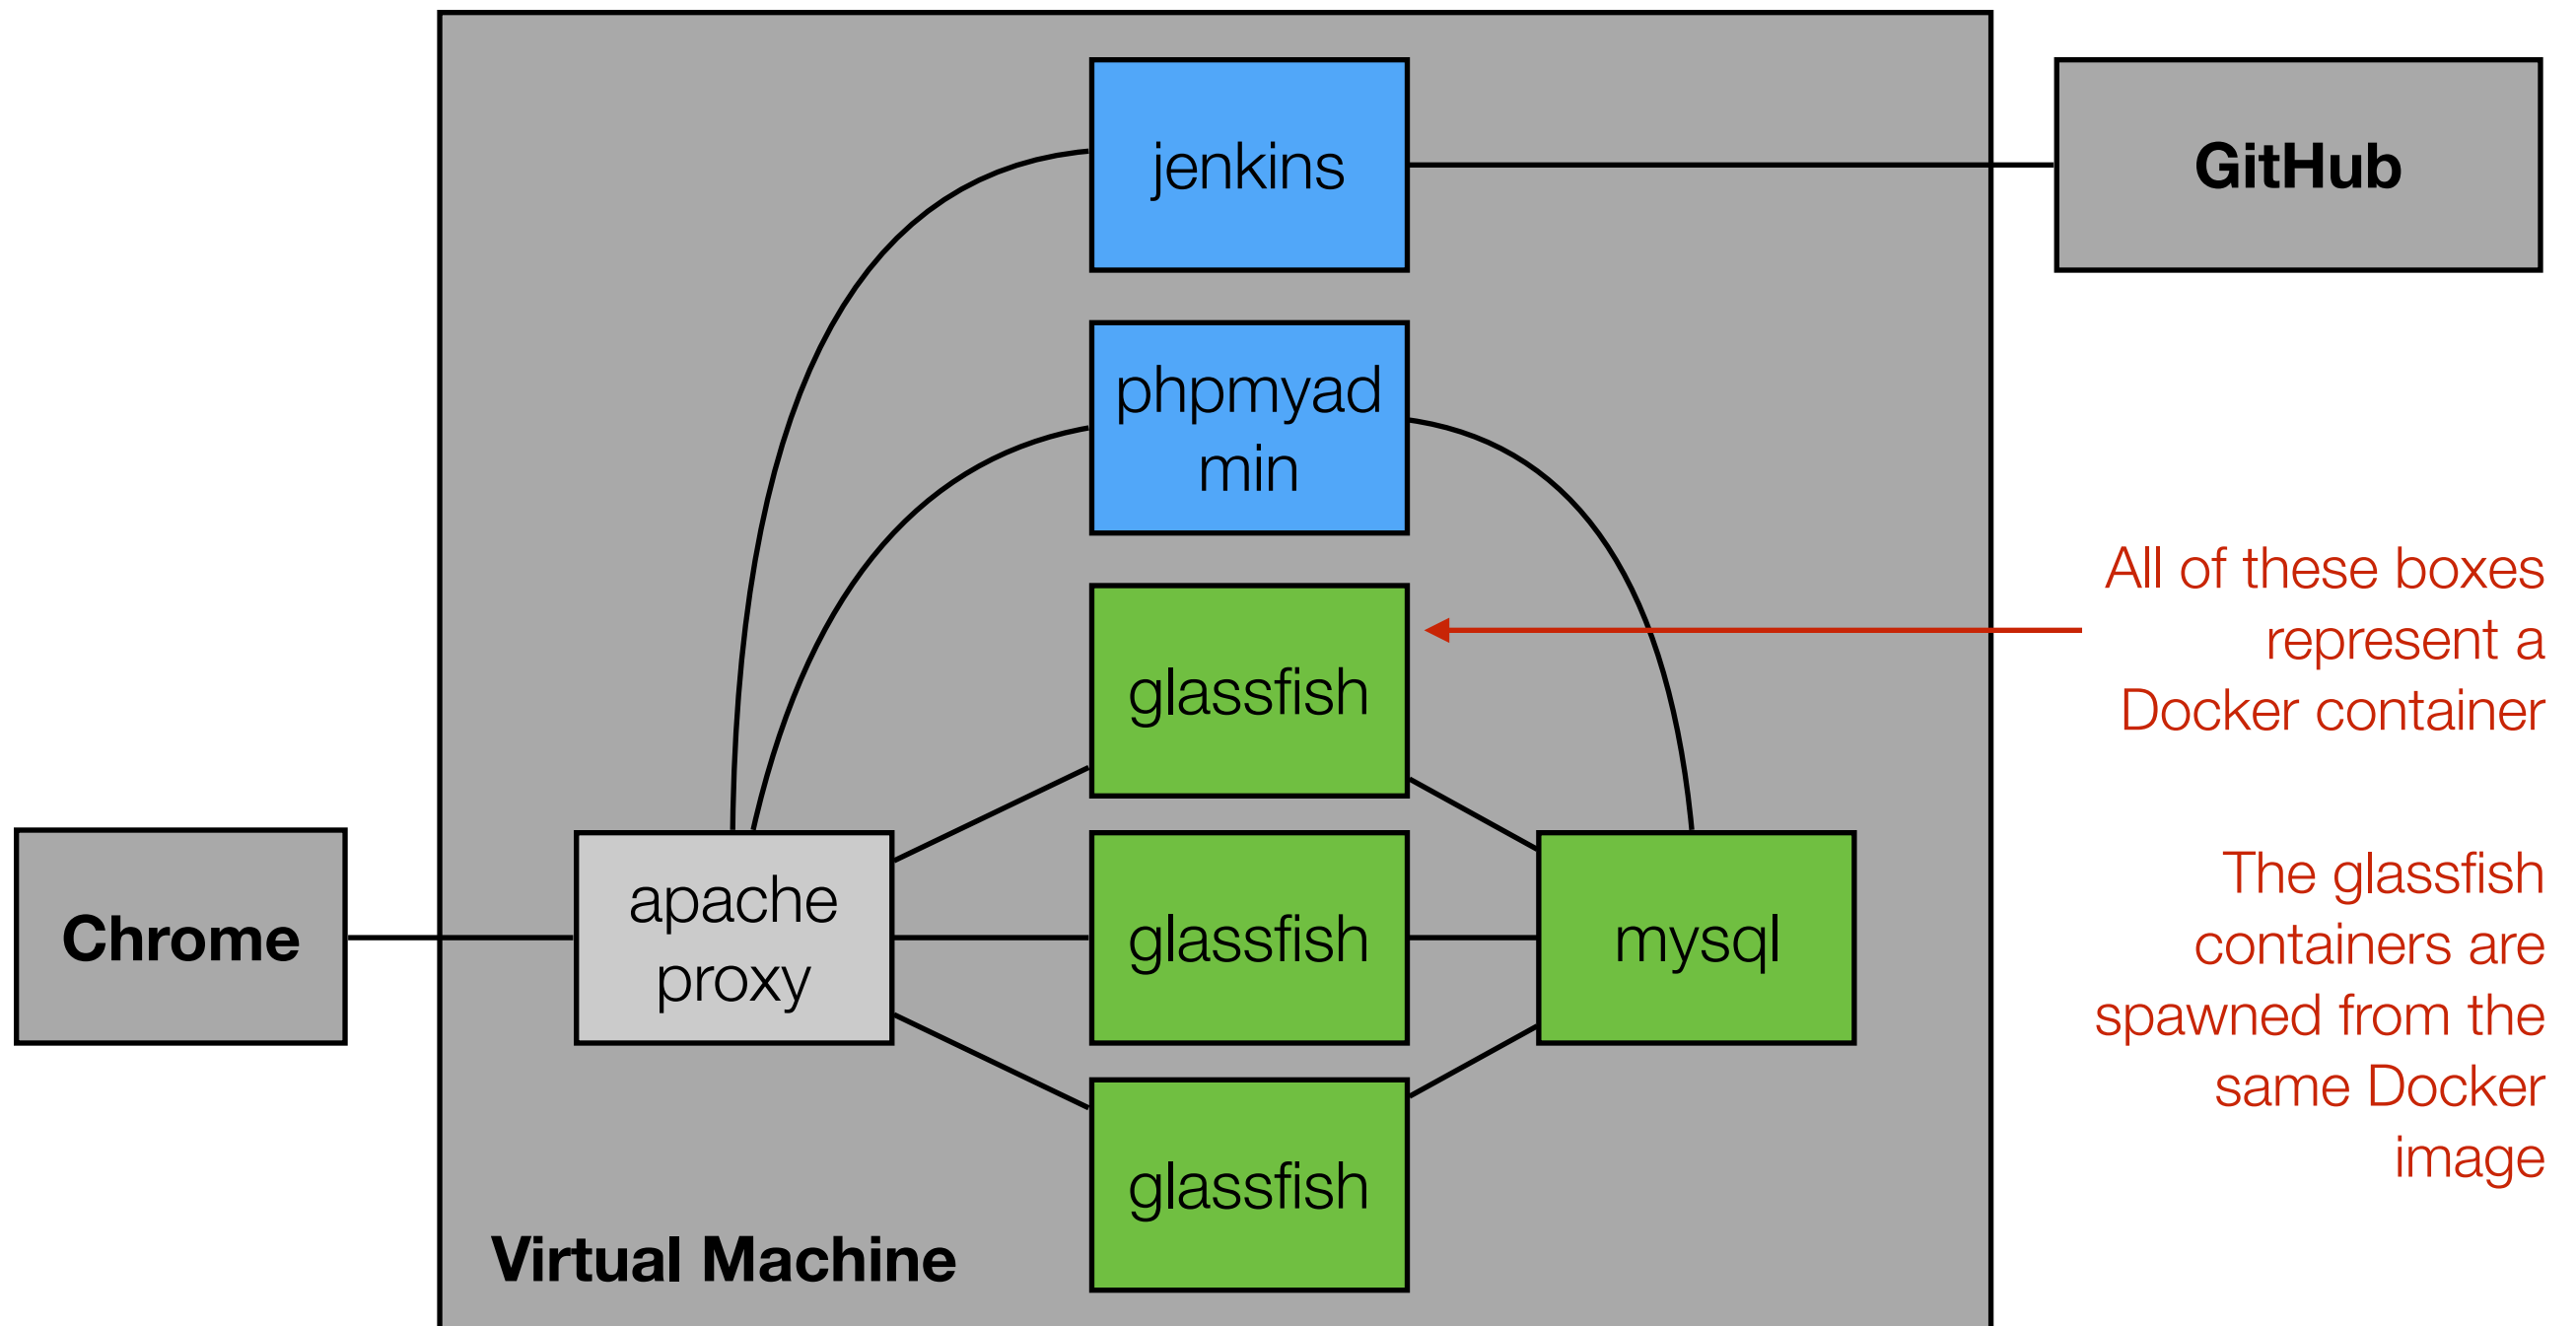 jenkins
GitHub
phpmyad
min
All of these boxes
represent a
Docker container
glassfish
Chrome
apache
proxy
glassfish
mysql
The glassfish
containers are
spawned from the
same Docker
image
glassfish
Virtual Machine